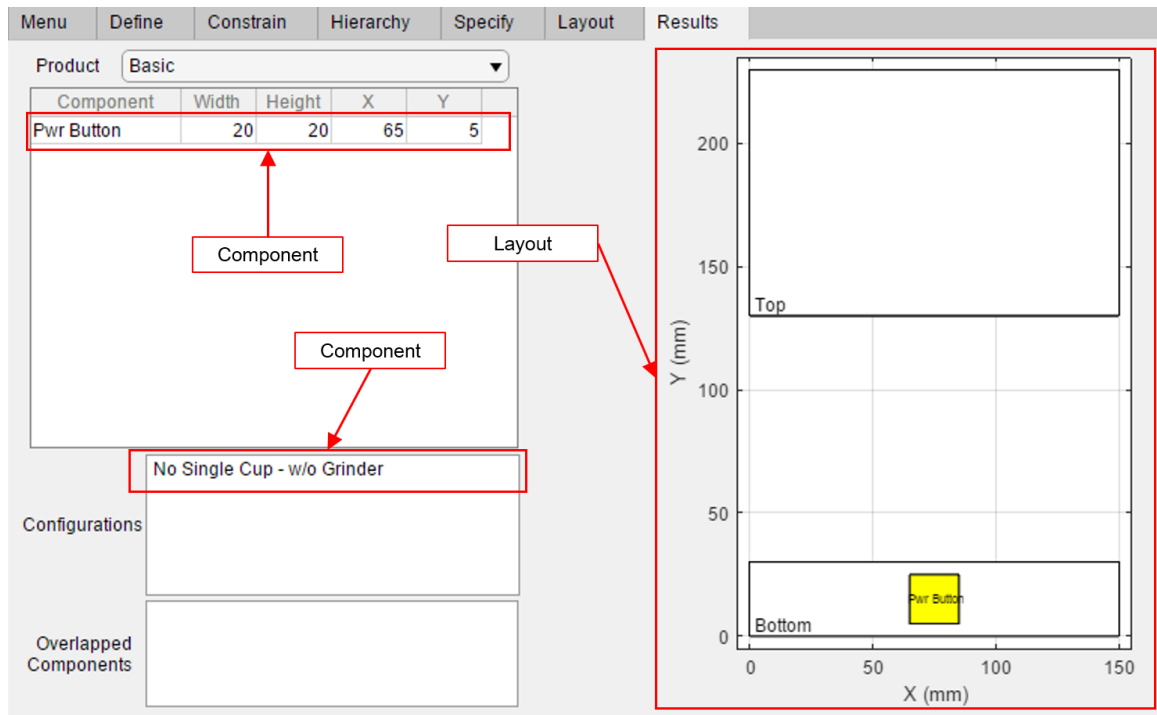 Menu Define Constrain Hierarchy Specify Layout Results
Product Basic
Component Width Height X Y
Pwr Button 20 20 65 5
Component
Layout
Component
No Single Cup - w/o Grinder
Configurations
Overlapped
Components
200
150
100
50
0
Y (mm)
Top
Pwr Button
Bottom
0 50 100 150
X (mm)